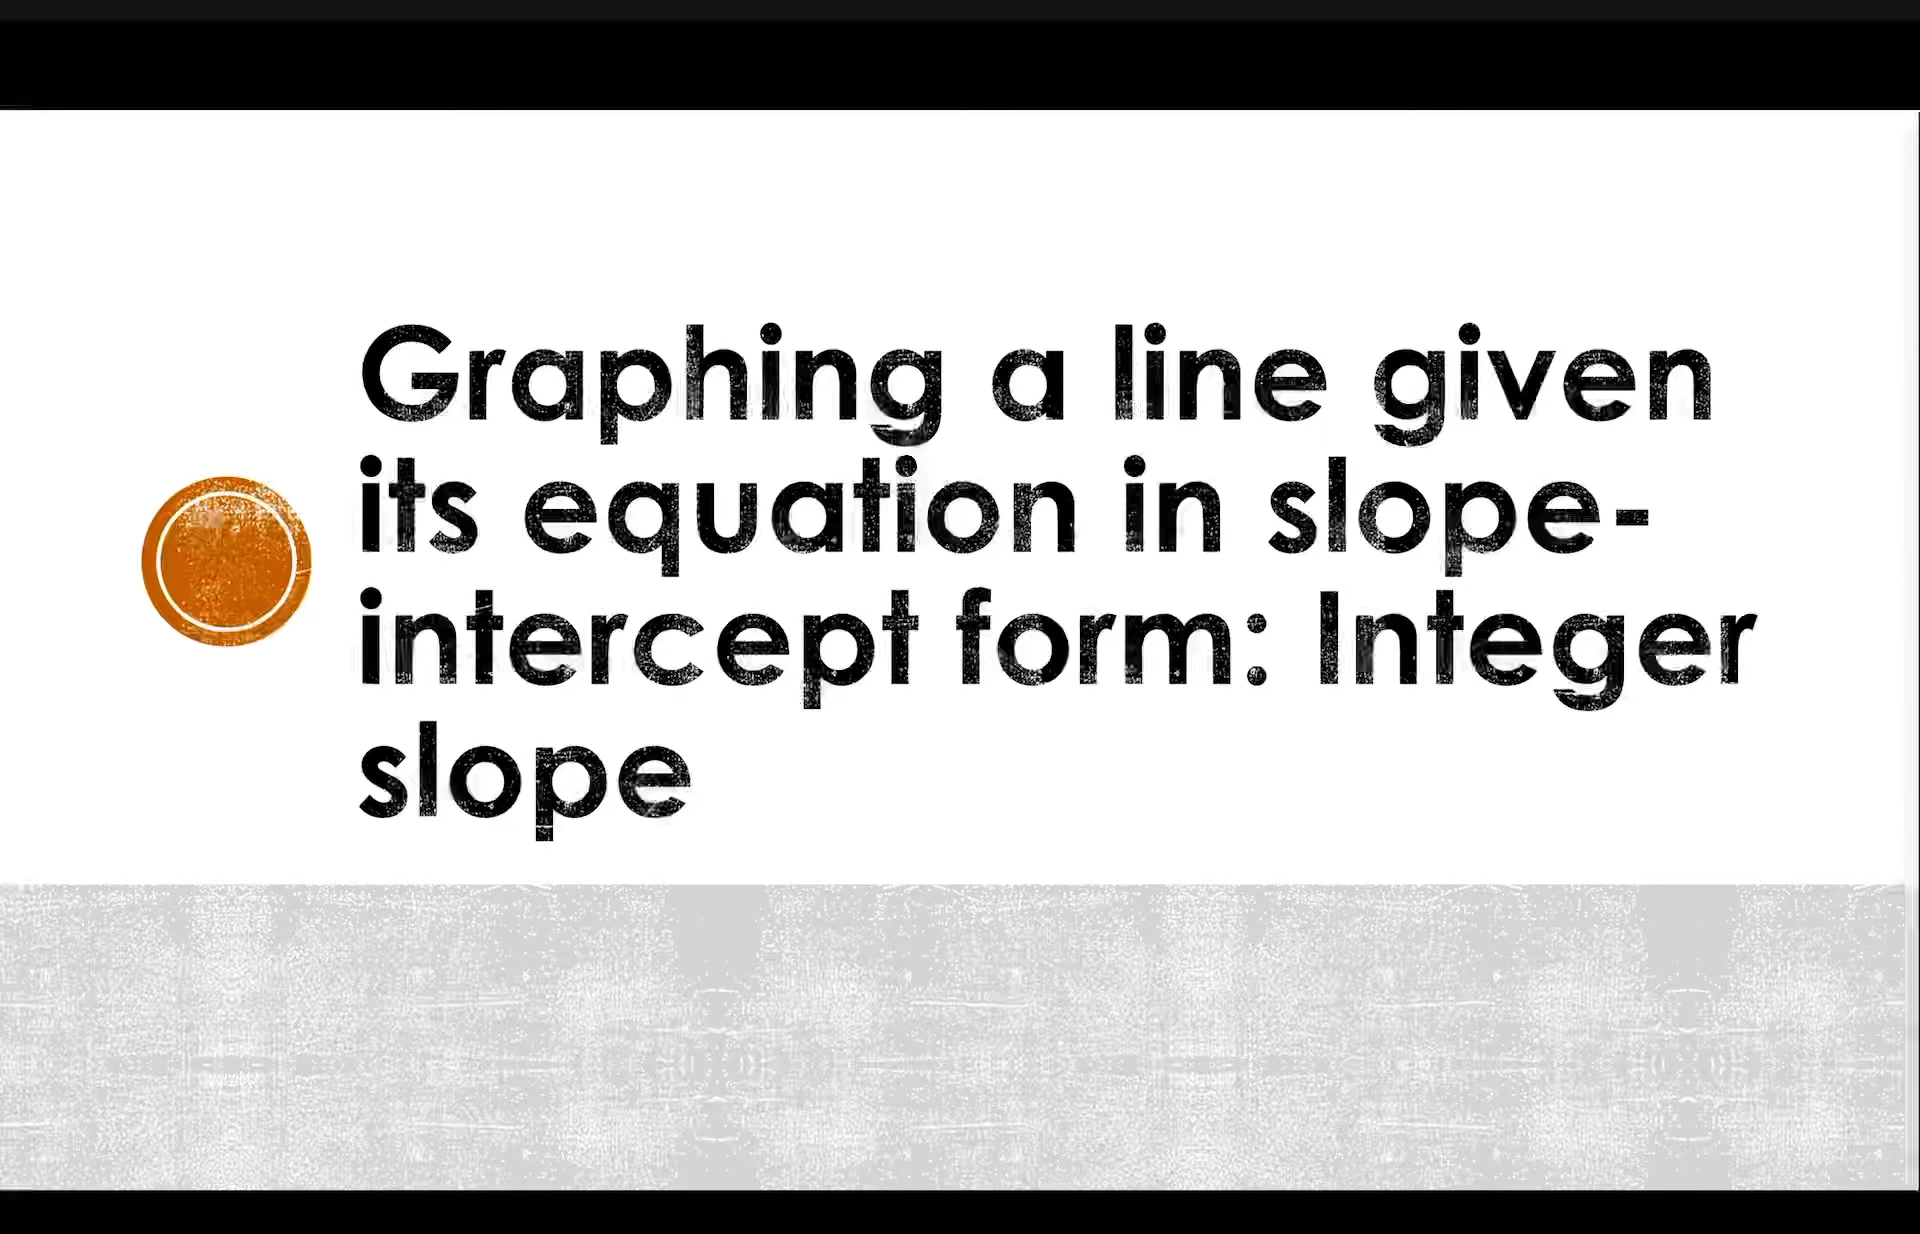 Graphing a line given
its equation in slope-
intercept form: Integer
slope